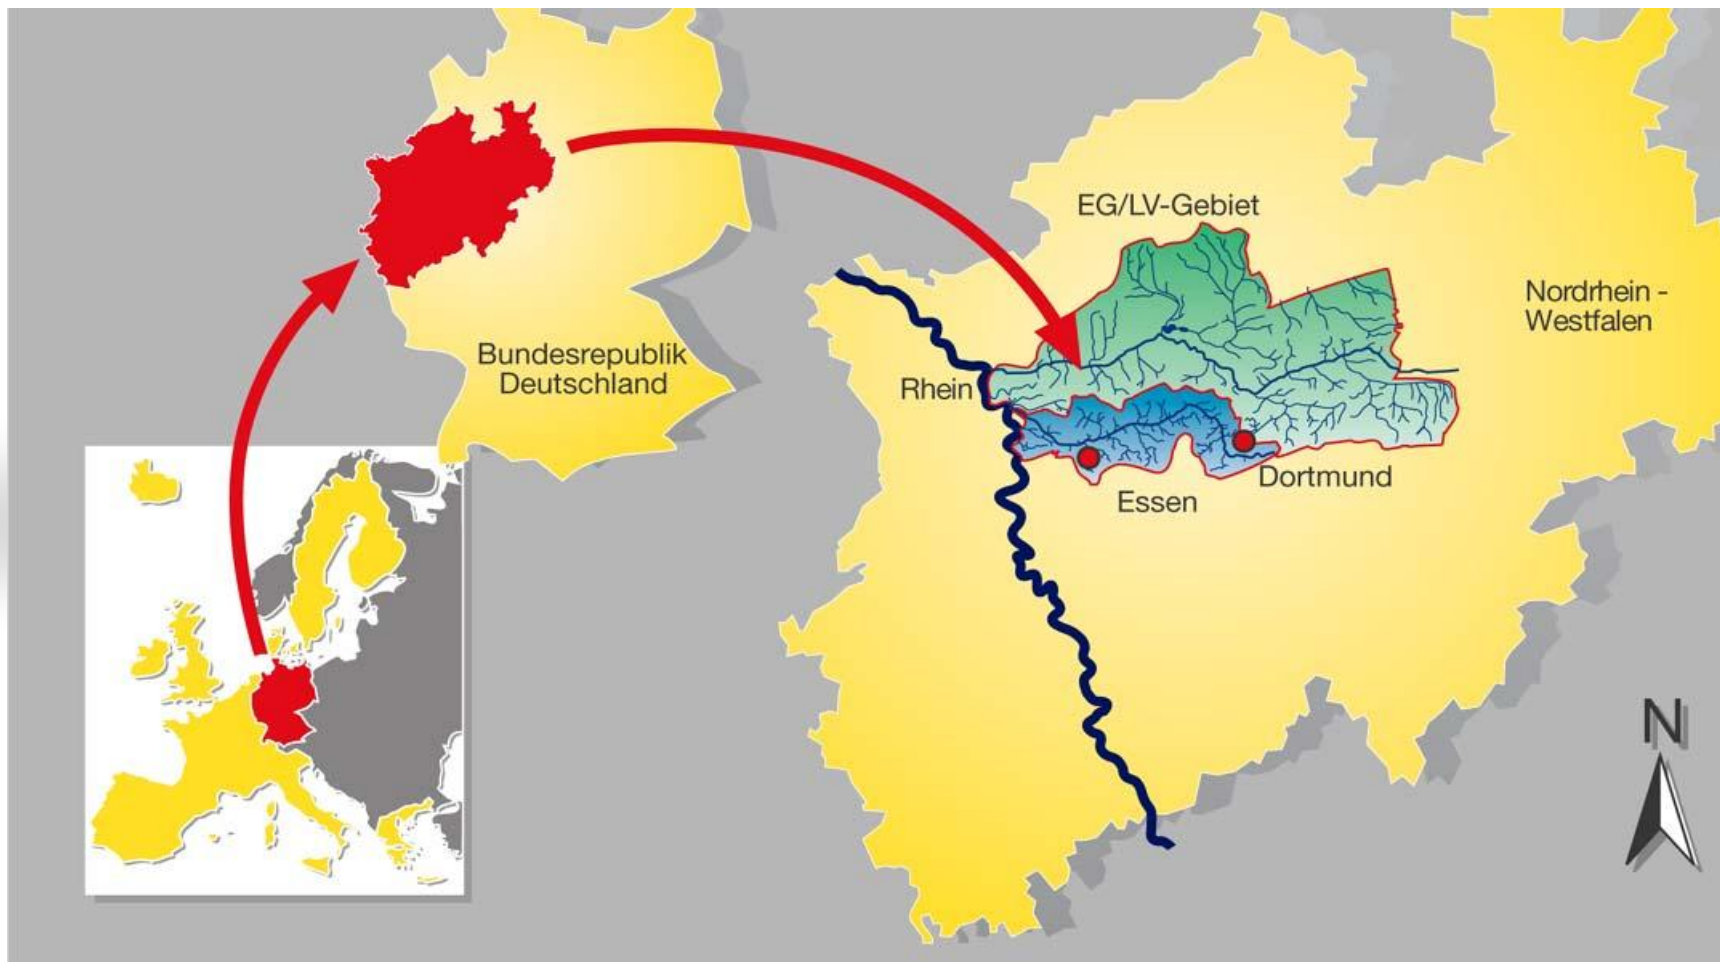 EG/LV-Gebiet
Nordrhein -
Westfalen
Bundesrepublik
Deutschland
Rhein
Dortmund
Essen
N